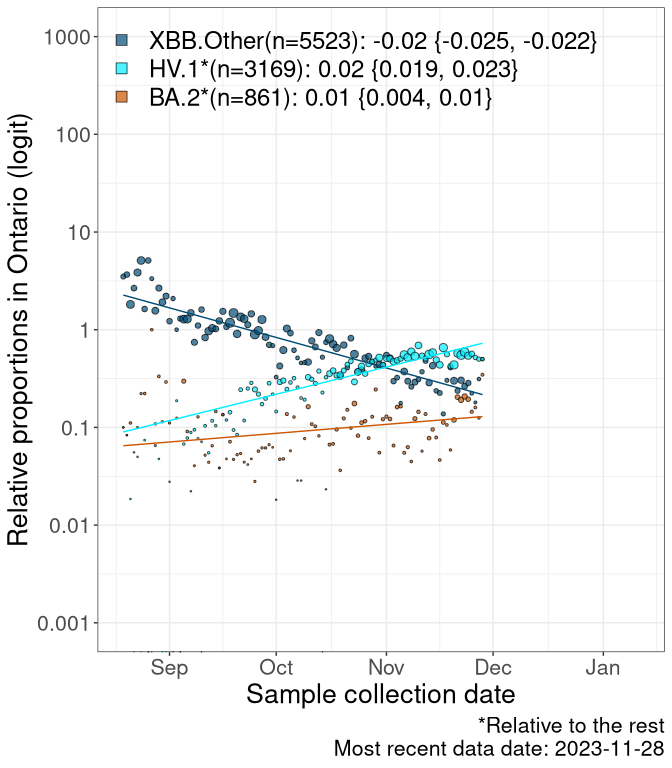 XBB.Other(n=5523): -0.02 {-0.025, -0.022}
HV.1*(n=3169): 0.02 {0.019, 0.023}
BA.2*(n=861): 0.01 {0.004, 0.01}
Relative proportions in Ontario (logit)
1000
100
10
1
0.1
0.01
0.001
Sep Oct Nov Dec Jan
Sample collection date
*Relative to the rest
Most recent data date: 2023-11-28